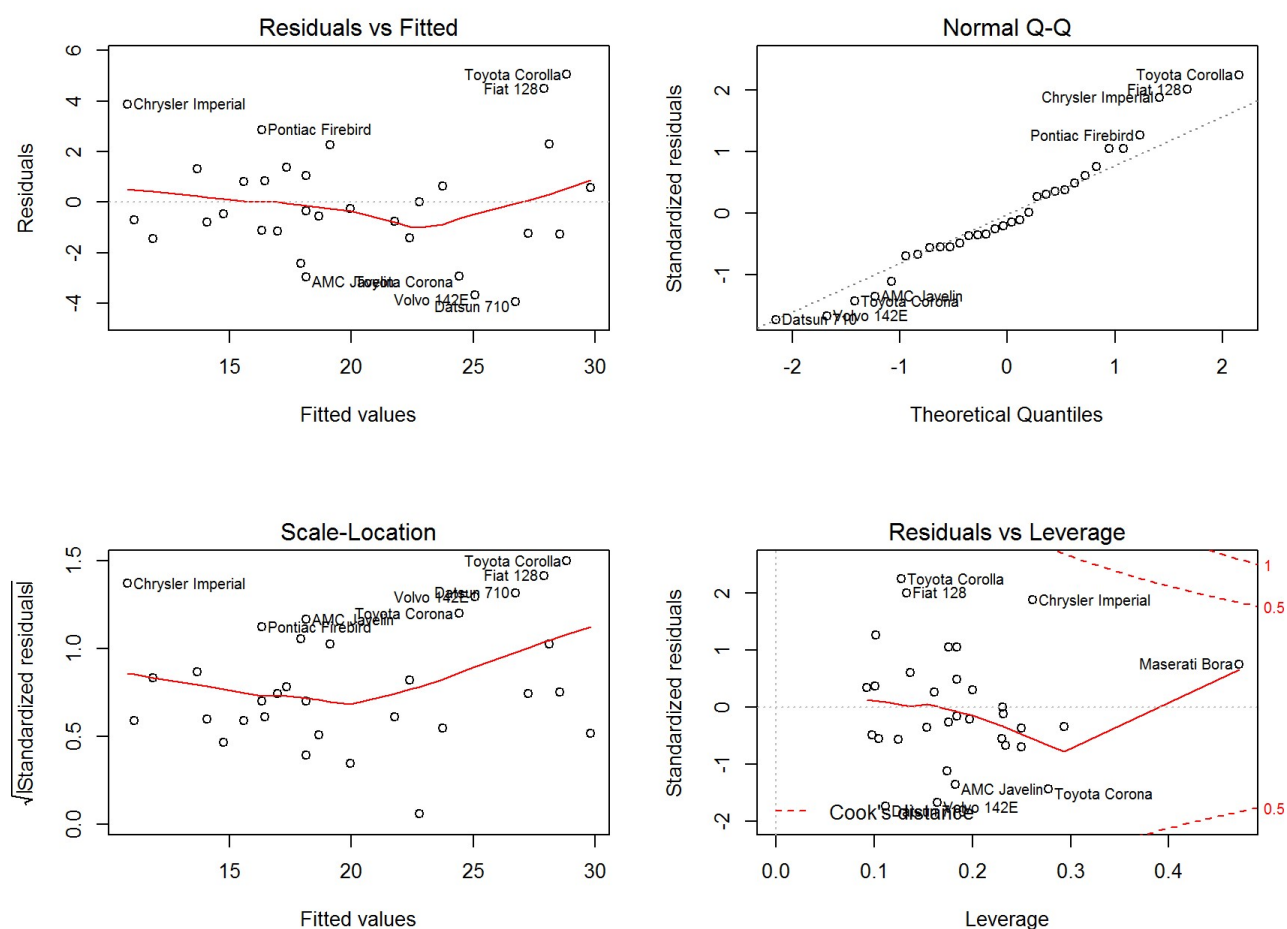 Residuals vs Fitted
Residuals
6
4
2
0
-2
-4
Toyota Corolla
Fiat 128
Chrysler Imperial
Pontiac Firebird
AMC Javelin
Toyota Corona
Volvo 142E
Datsun 710
15
20
25
30
Fitted values
Normal Q-Q
Standardized residuals
2
1
0
-1
Toyota Corolla
Fiat 128
Chrysler Imperial
Pontiac Firebird
AMC Javelin
Toyota Corona
Volvo 142E
Datsun 710
-2
-1
0
1
2
Theoretical Quantiles
Scale-Location
√|Standardized residuals|
1.5
1.0
0.5
0.0
Toyota Corolla
Fiat 128
Chrysler Imperial
Datsun 710
Volvo 142E
Toyota Corona
AMC Javelin
Pontiac Firebird
15
20
25
30
Fitted values
Residuals vs Leverage
Standardized residuals
2
1
0
-1
-2
Toyota Corolla
Fiat 128
Chrysler Imperial
Maserati Bora
AMC Javelin
Toyota Corona
Volvo 142E
Datsun 710
Cook's distance
1
0.5
0.5
0.0
0.1
0.2
0.3
0.4
Leverage